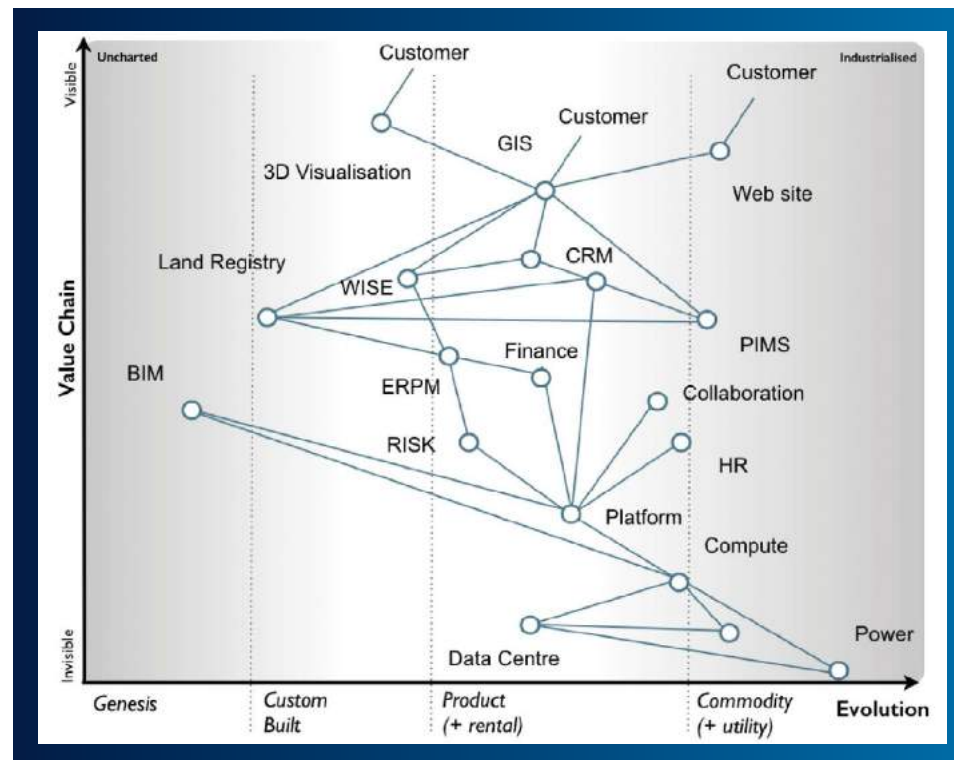 Customer
Uncharted
Industrialised
Visible
Customer
Customer
GIS
3D Visualisation
Web site
Land Registry
CRM
WISE
Value Chain
PIMS
Finance
BIM
ERPM
Collaboration
RISK
HR
Platform
Compute
Invisible
Power
Data Centre
Genesis
Custom
Built
Product
(+ rental)
Commodity
(+ utility)
Evolution